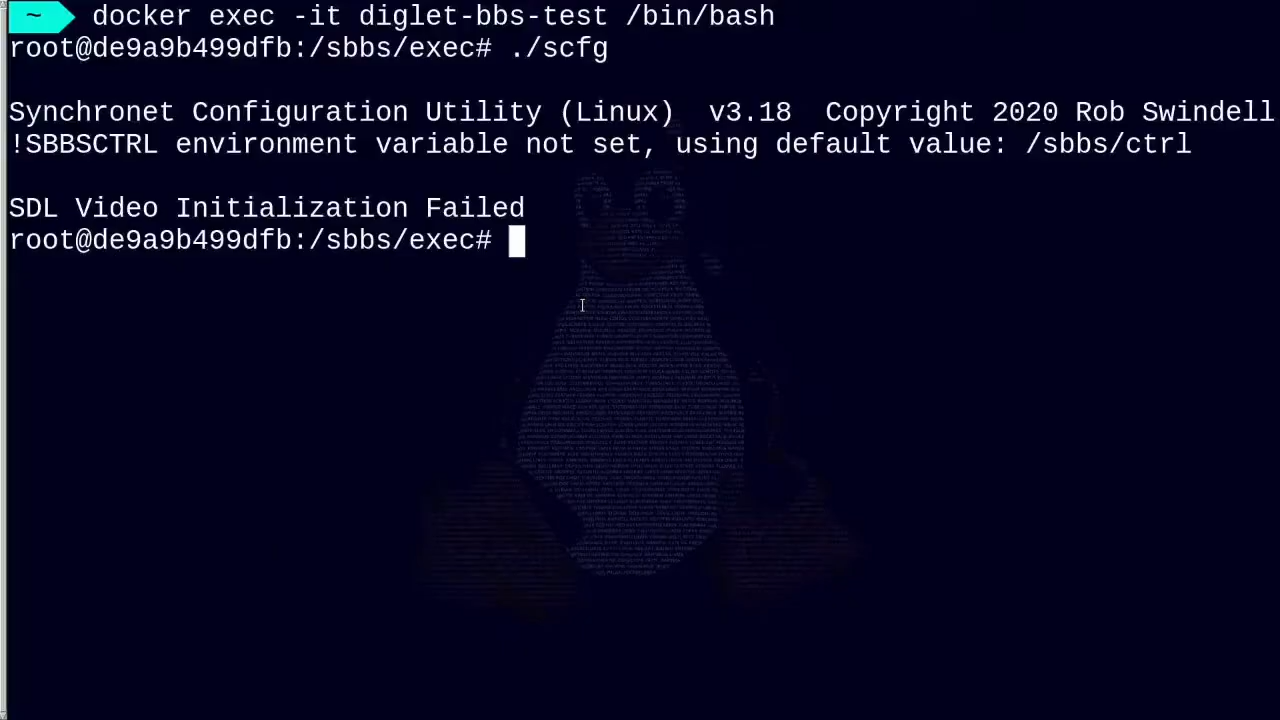 ~ docker exec -it diglet-bbs-test /bin/bash
root@de9a9b499dfb:/sbbs/exec# ./scfg
Synchronet Configuration Utility (Linux)  v3.18  Copyright 2020 Rob Swindell
!SBBSCTRL environment variable not set, using default value: /sbbs/ctrl
SDL Video Initialization Failed
root@de9a9b499dfb:/sbbs/exec#